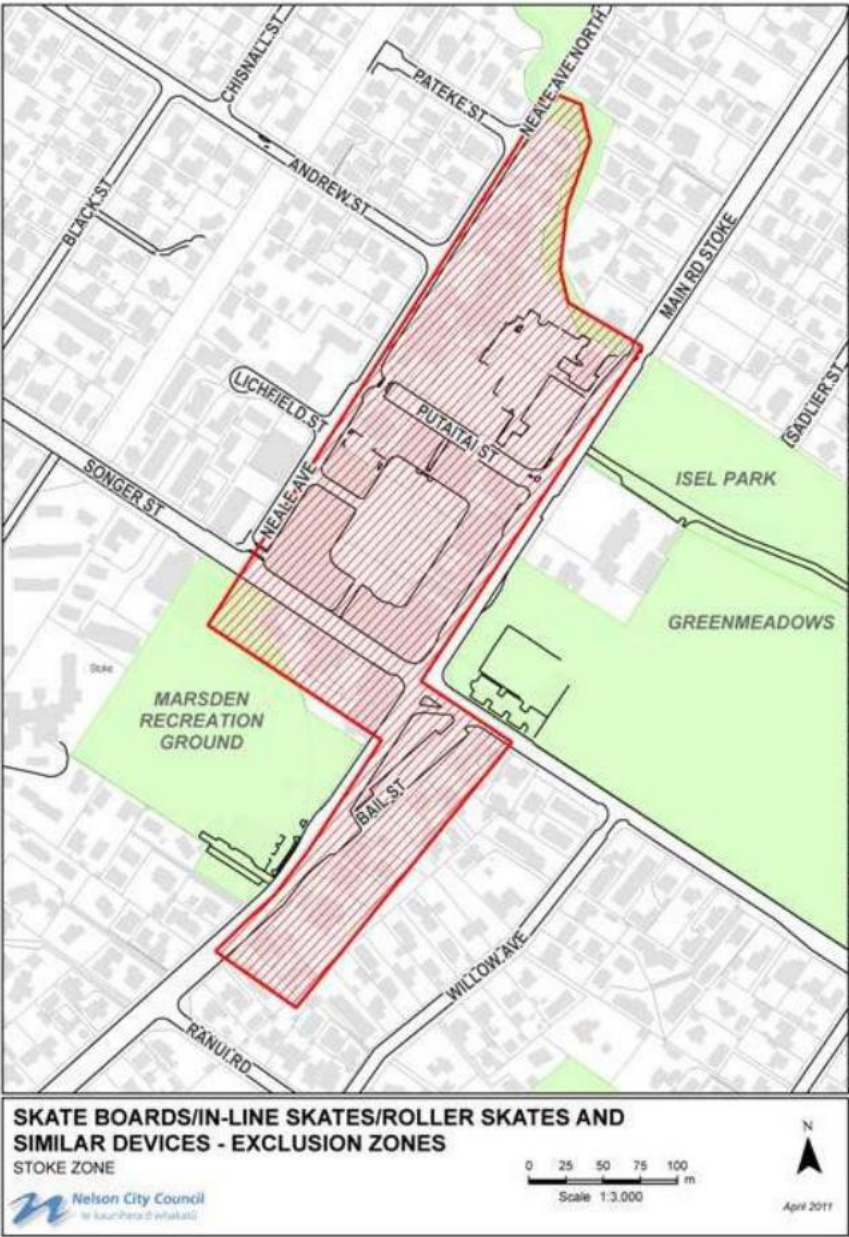 CHISNALL ST
NEALE AVE NORTH
PATEKE ST
ANDREW ST
BLACK ST
MAIN RD STOKE
LICHFIELD ST
SADLIER ST
PUTAITAI ST
SONGER ST
NEALE AVE
ISEL PARK
GREENMEADOWS
Stoke
MARSDEN
RECREATION
GROUND
BAIL ST
WILLOW AVE
RANUI RD
SKATE BOARDS/IN-LINE SKATES/ROLLER SKATES AND
SIMILAR DEVICES - EXCLUSION ZONES
STOKE ZONE
Nelson City Council
te kaunihera o whakatū
0 25 50 75 100
m
Scale 1:3.000
N
April 2011